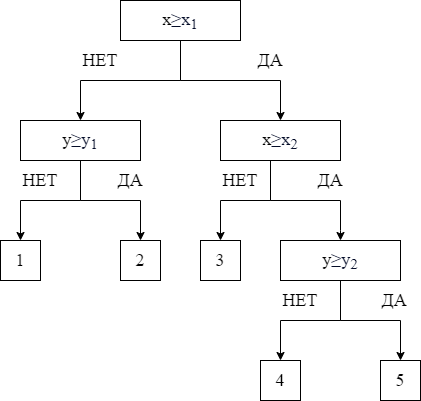 x≥x₁
НЕТ ДА
y≥y₁ x≥x₂
НЕТ ДА НЕТ ДА
1 2 3 y≥y₂
НЕТ ДА
4 5